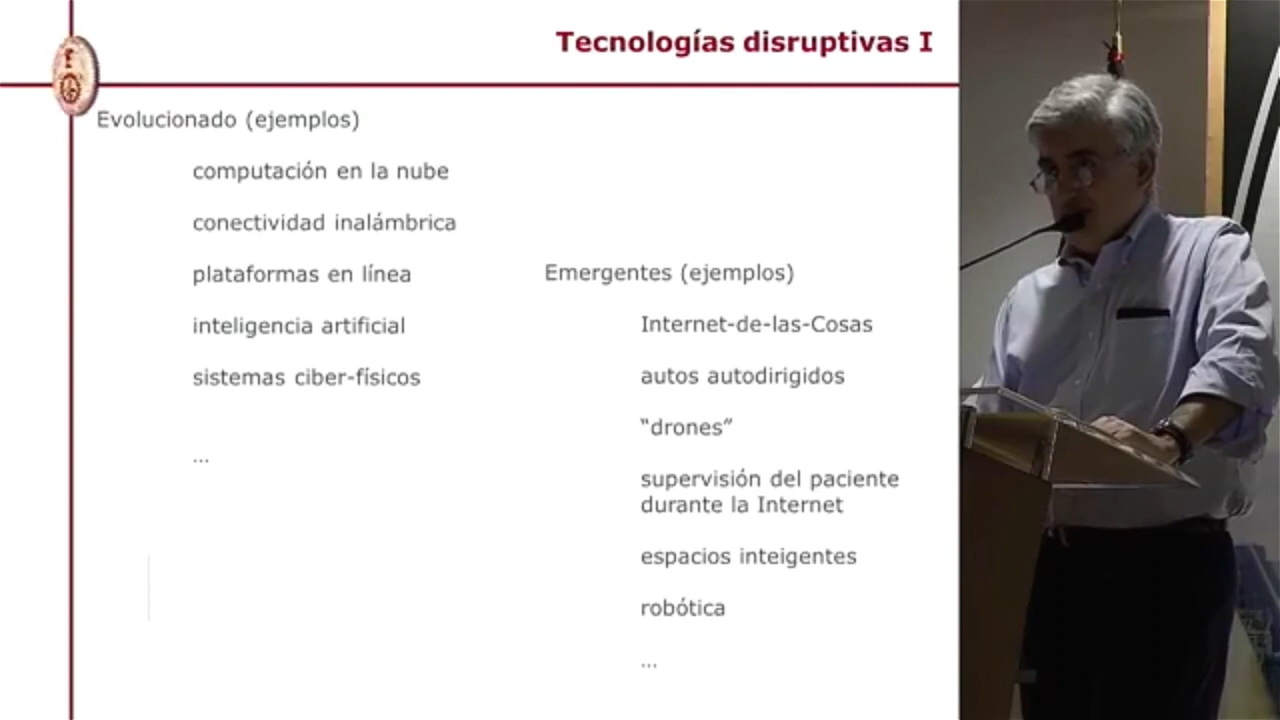 Tecnologías disruptivas I
Evolucionado (ejemplos)
computación en la nube
conectividad inalámbrica
plataformas en línea
inteligencia artificial
sistemas ciber-físicos
...
Emergentes (ejemplos)
Internet-de-las-Cosas
autos autodirigidos
“drones”
supervisión del paciente
durante la Internet
espacios inteigentes
robótica
...